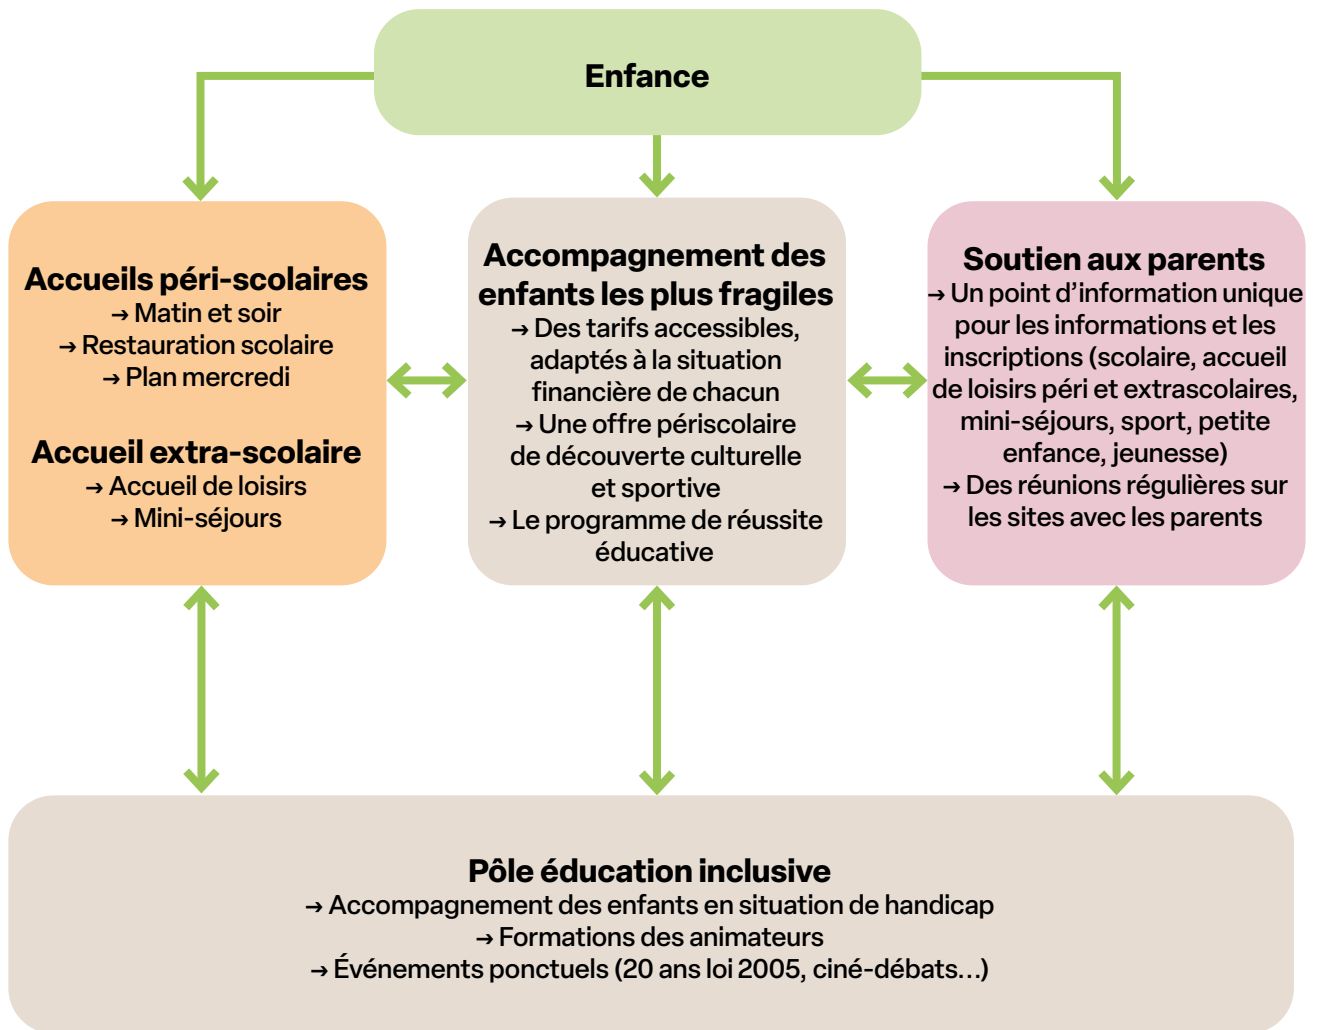 Enfance
Accueils péri-scolaires
→ Matin et soir
→ Restauration scolaire
→ Plan mercredi
Accueil extra-scolaire
→ Accueil de loisirs
→ Mini-séjours
Accompagnement des
enfants les plus fragiles
→ Des tarifs accessibles,
adaptés à la situation
financière de chacun
→ Une offre périscolaire
de découverte culturelle
et sportive
→ Le programme de réussite
éducative
Soutien aux parents
→ Un point d’information unique
pour les informations et les
inscriptions (scolaire, accueil
de loisirs péri et extrascolaires,
mini-séjours, sport, petite
enfance, jeunesse)
→ Des réunions régulières sur
les sites avec les parents
Pôle éducation inclusive
→ Accompagnement des enfants en situation de handicap
→ Formations des animateurs
→ Événements ponctuels (20 ans loi 2005, ciné-débats…)